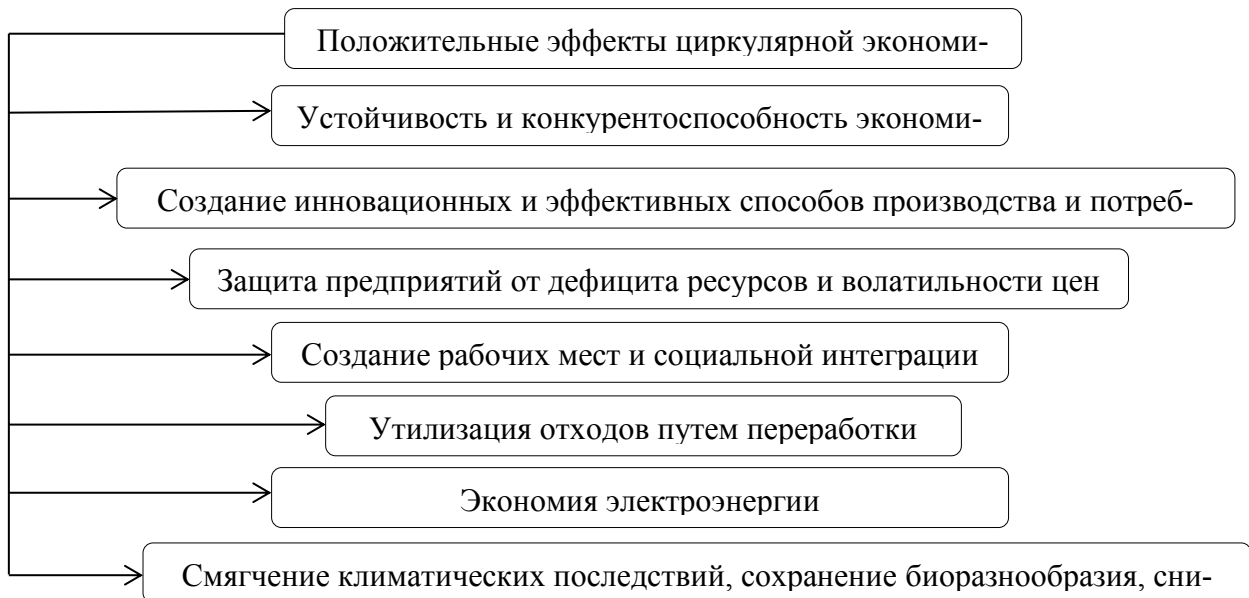 Положительные эффекты циркулярной экономи-
Устойчивость и конкурентоспособность экономи-
Создание инновационных и эффективных способов производства и потреб-
Защита предприятий от дефицита ресурсов и волатильности цен
Создание рабочих мест и социальной интеграции
Утилизация отходов путем переработки
Экономия электроэнергии
Смягчение климатических последствий, сохранение биоразнообразия, сни-